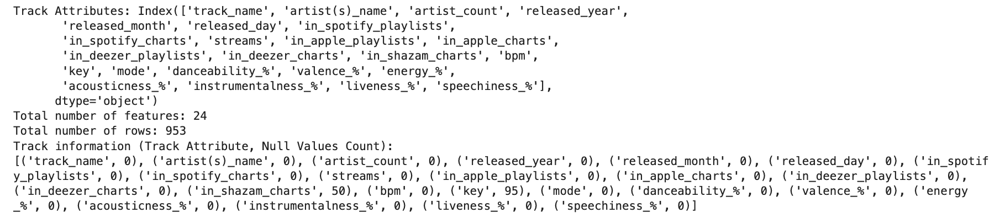 Track Attributes: Index(['track_name', 'artist(s)_name', 'artist_count', 'released_year',
       'released_month', 'released_day', 'in_spotify_playlists',
       'in_spotify_charts', 'streams', 'in_apple_playlists', 'in_apple_charts',
       'in_deezer_playlists', 'in_deezer_charts', 'in_shazam_charts', 'bpm',
       'key', 'mode', 'danceability_%', 'valence_%', 'energy_%',
       'acousticness_%', 'instrumentalness_%', 'liveness_%', 'speechiness_%'],
      dtype='object')
Total number of features: 24
Total number of rows: 953
Track information (Track Attribute, Null Values Count):
[('track_name', 0), ('artist(s)_name', 0), ('artist_count', 0), ('released_year', 0), ('released_month', 0), ('released_day', 0), ('in_spotif
y_playlists', 0), ('in_spotify_charts', 0), ('streams', 0), ('in_apple_playlists', 0), ('in_apple_charts', 0), ('in_deezer_playlists', 0),
('in_deezer_charts', 0), ('in_shazam_charts', 50), ('bpm', 0), ('key', 95), ('mode', 0), ('danceability_%', 0), ('valence_%', 0), ('energy
_%', 0), ('acousticness_%', 0), ('instrumentalness_%', 0), ('liveness_%', 0), ('speechiness_%', 0)]